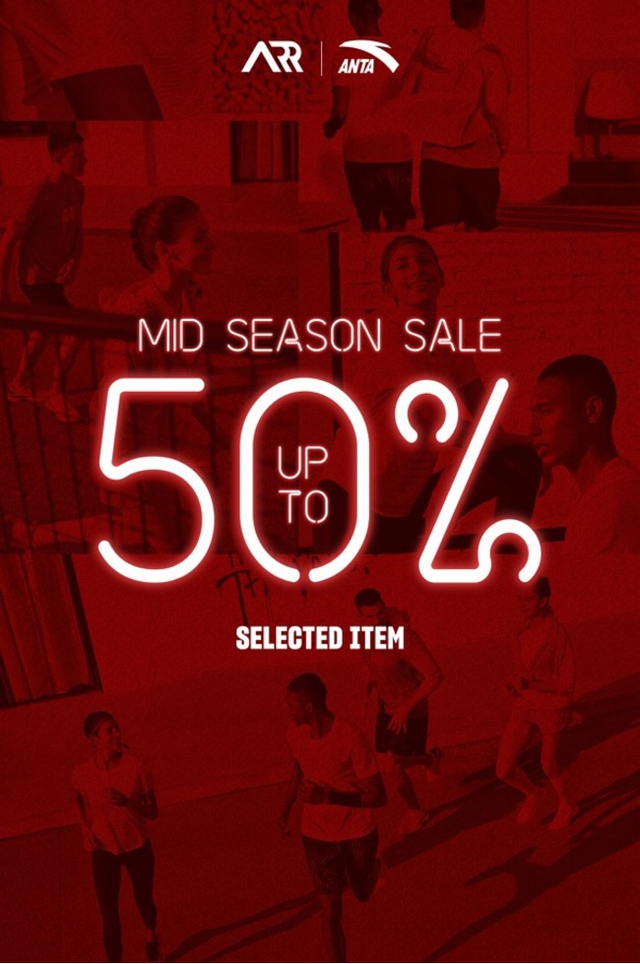 ARR | ANTA
MID SEASON SALE
50%
UP
TO
SELECTED ITEM